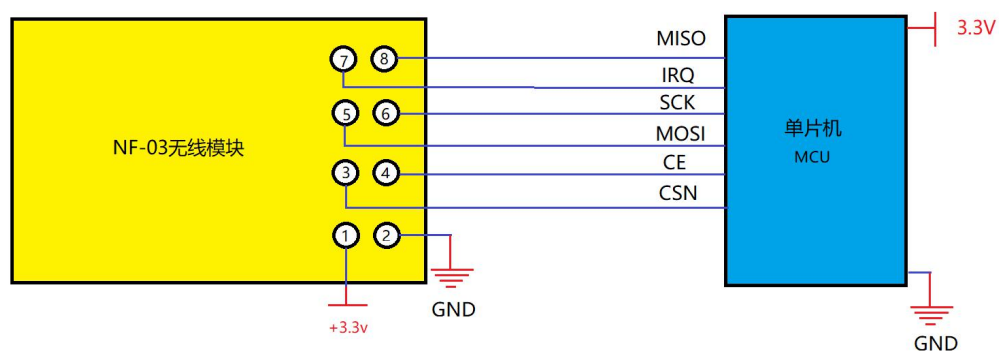 NF-03无线模块
7
8
5
6
3
4
1
2
+3.3v
GND
MISO
IRQ
SCK
MOSI
CE
CSN
单片机
MCU
3.3V
GND